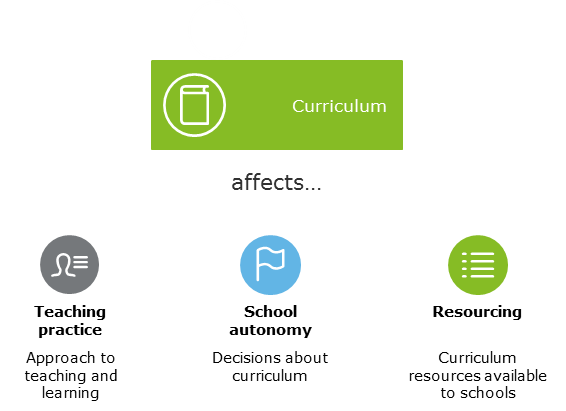 Curriculum
affects...
Teaching
practice
School
autonomy
Resourcing
Approach to
teaching and
learning
Decisions about
curriculum
Curriculum
resources available
to schools